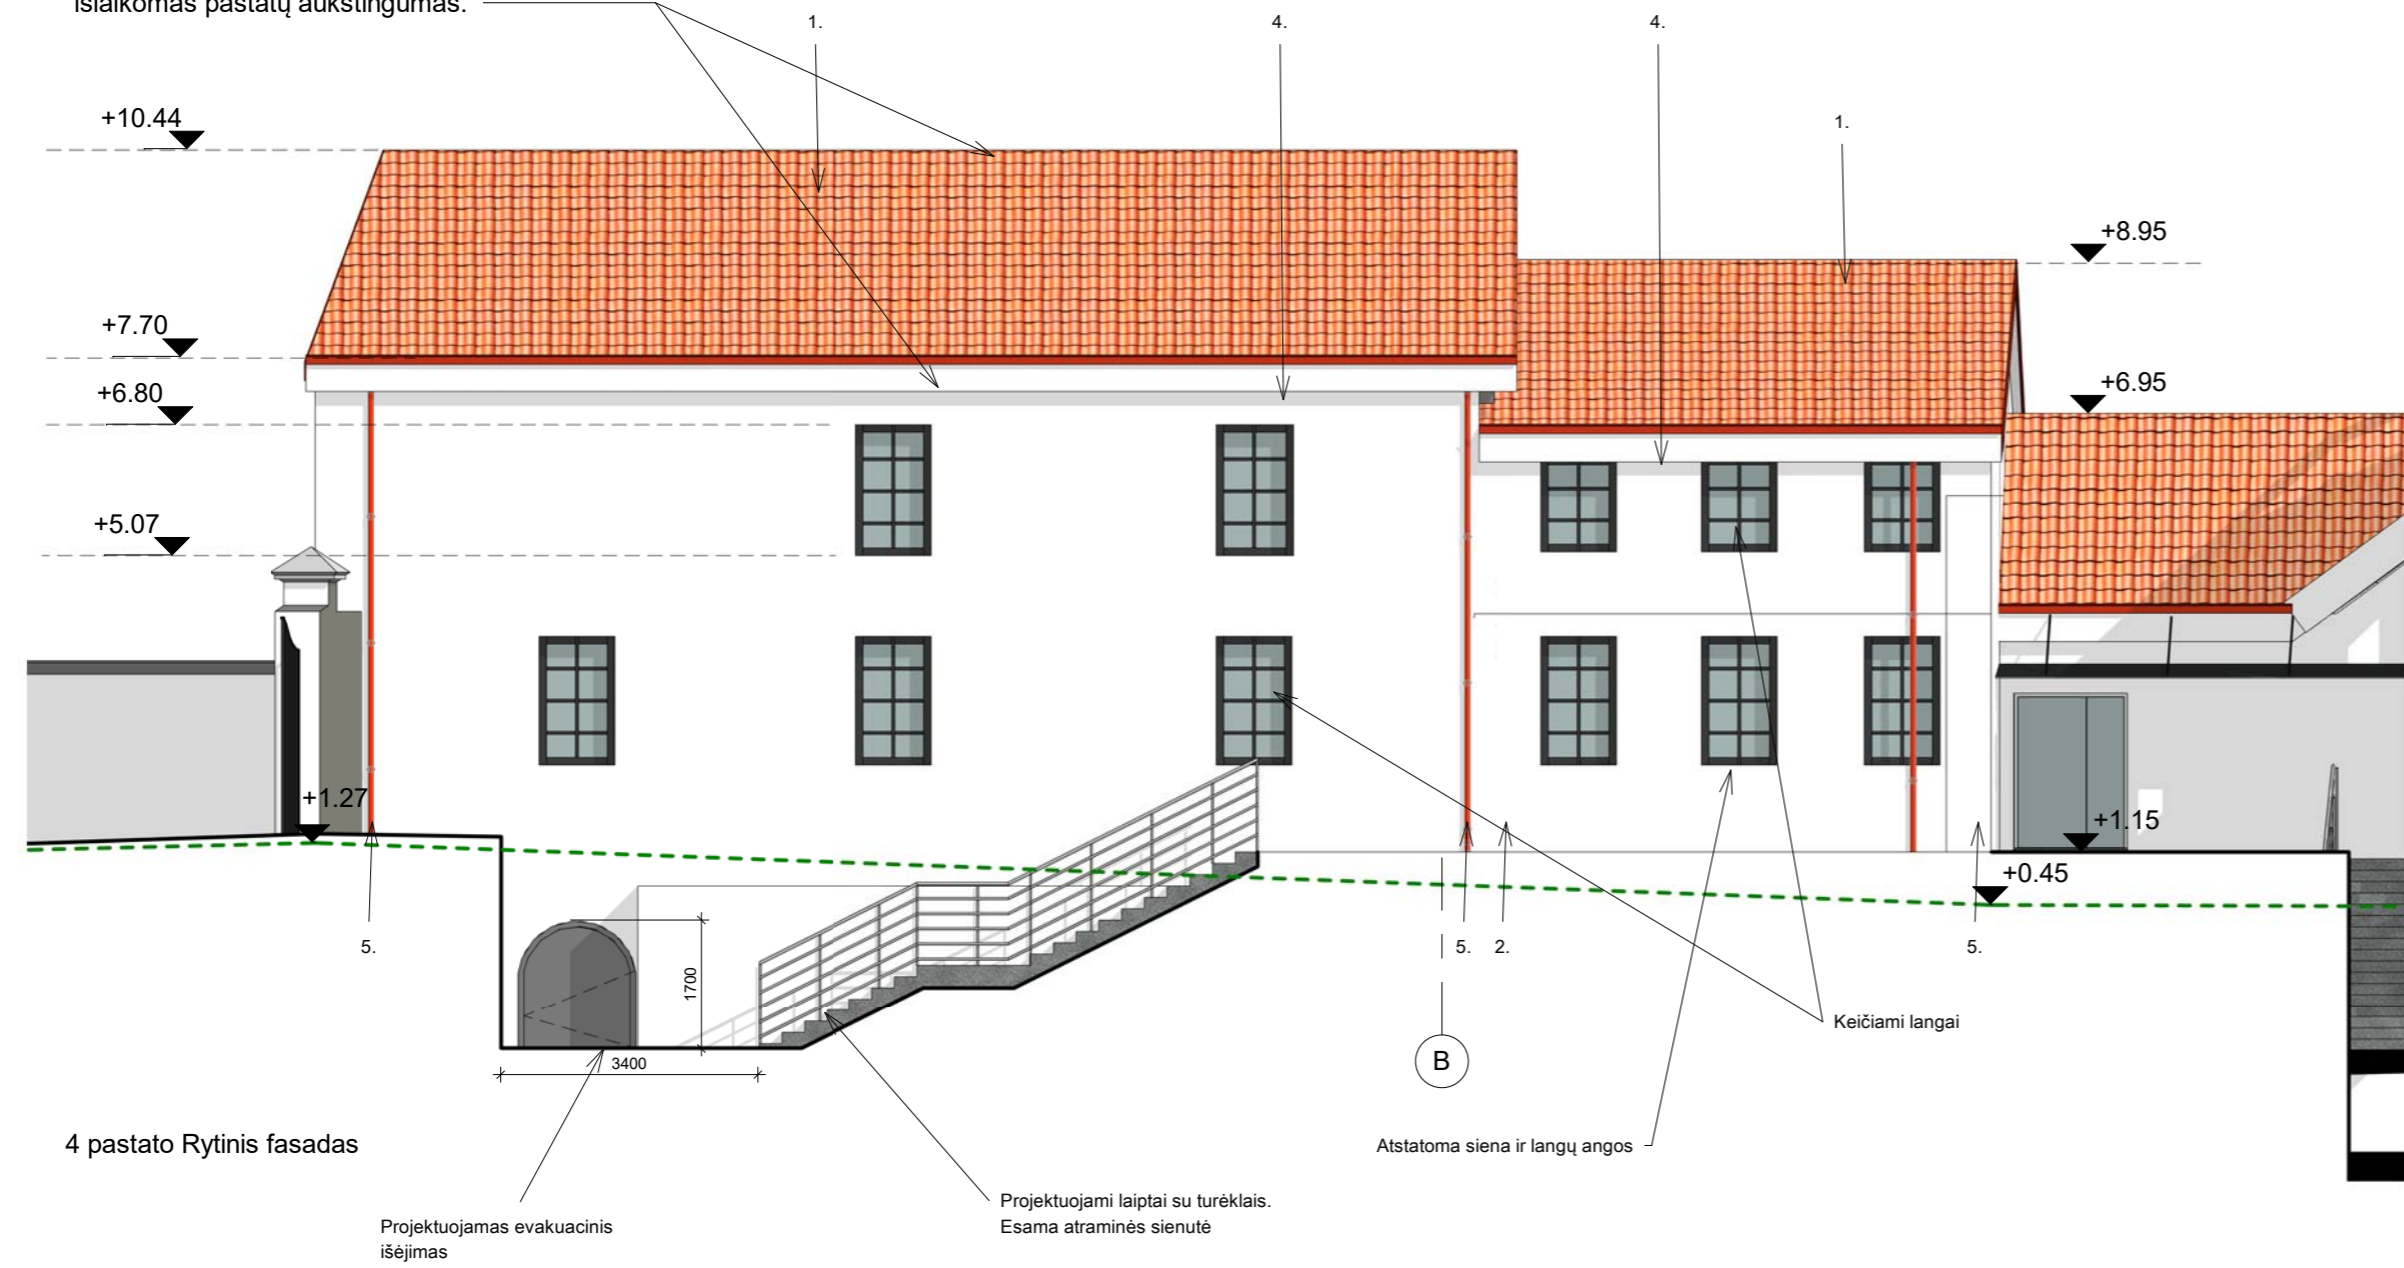 išlaikomas pastatų aukštingumas.
1.
4.
4.
1.
+10.44
+8.95
+7.70
+6.95
+6.80
+5.07
+1.27
+1.15
+0.45
5.
5.
2.
5.
1700
3400
Keičiami langai
B
4 pastato Rytinis fasadas
Atstatoma siena ir langų angos
Projektuojami laiptai su turėklais.
Esama atraminės sienutė
Projektuojamas evakuacinis
išėjimas